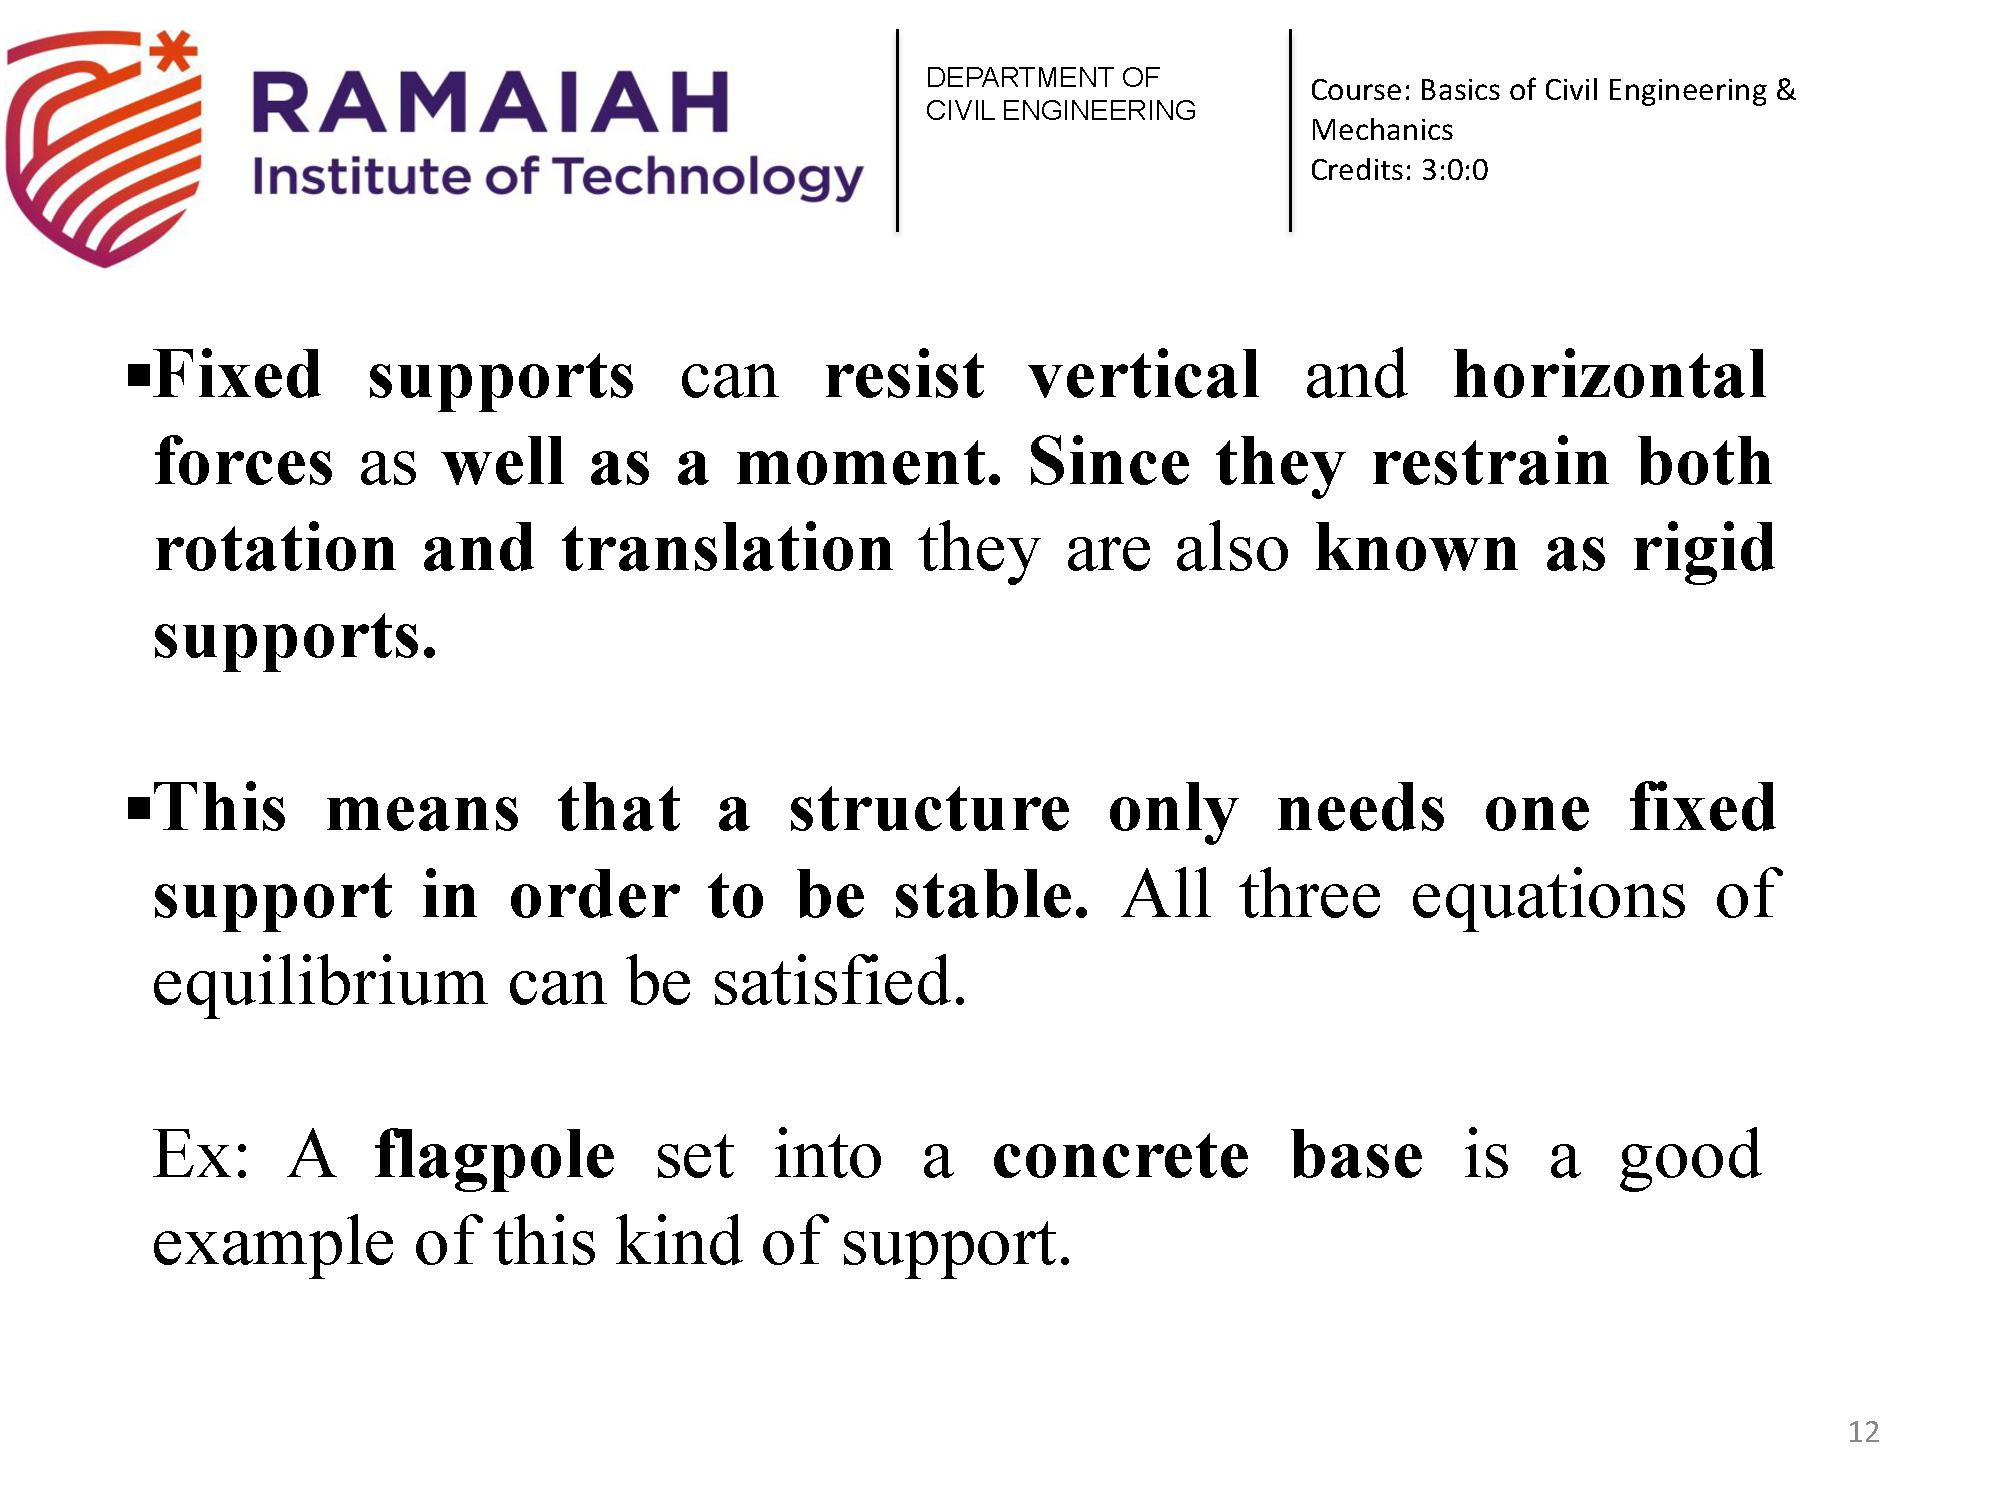 RAMAIAH
Institute of Technology
DEPARTMENT OF
CIVIL ENGINEERING
Course: Basics of Civil Engineering &
Mechanics
Credits: 3:0:0
▪Fixed supports can resist vertical and horizontal
forces as well as a moment. Since they restrain both
rotation and translation they are also known as rigid
supports.
▪This means that a structure only needs one fixed
support in order to be stable. All three equations of
equilibrium can be satisfied.
Ex: A flagpole set into a concrete base is a good
example of this kind of support.
12